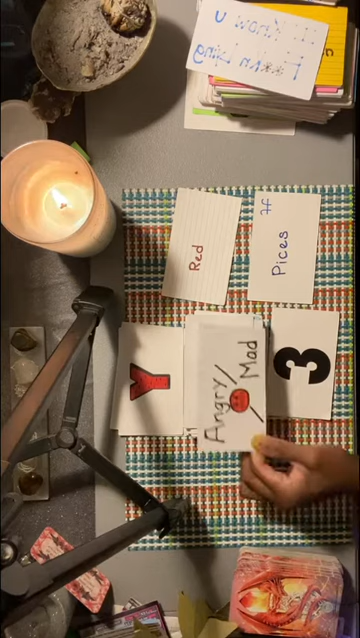 Red
Pices ♓
Y
Angry/
/Mad
3